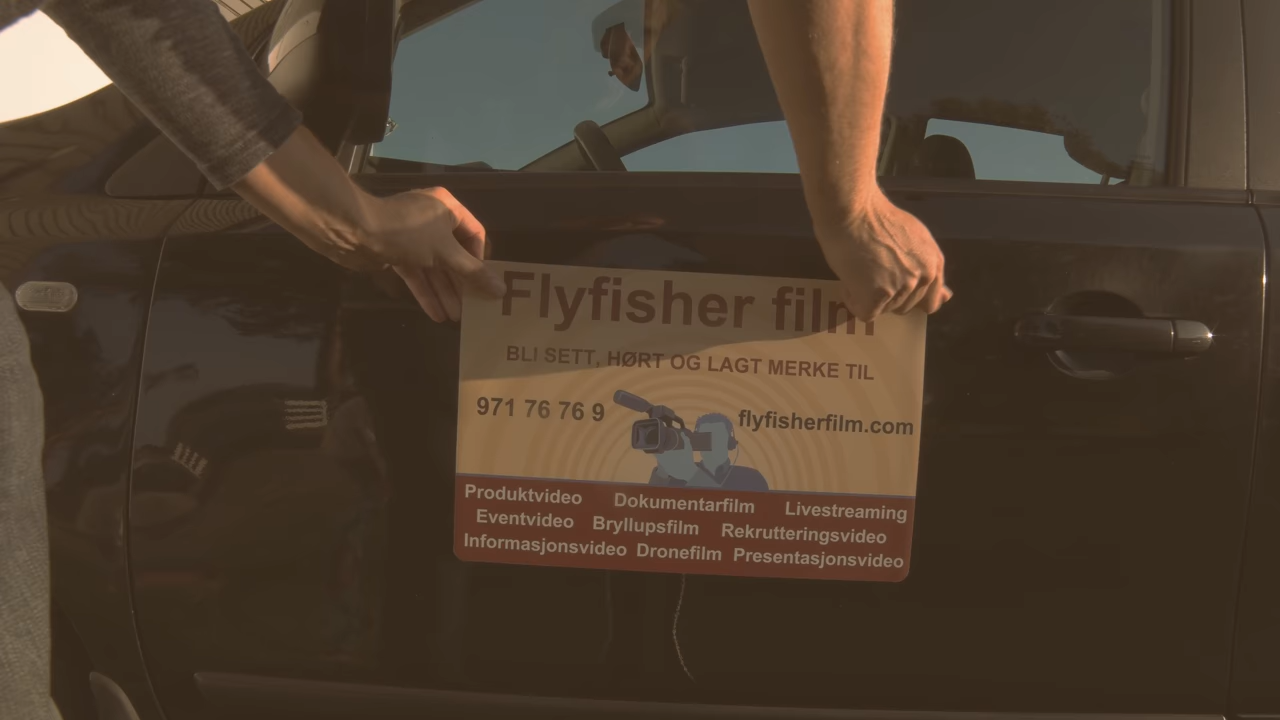 Flyfisher film
BLI SETT, HØRT OG LAGT MERKE TIL
971 76 76 9
flyfisherfilm.com
Produktvideo Dokumentarfilm Livestreaming
Eventvideo Bryllupsfilm Rekrutteringsvideo
Informasjonsvideo Dronefilm Presentasjonsvideo